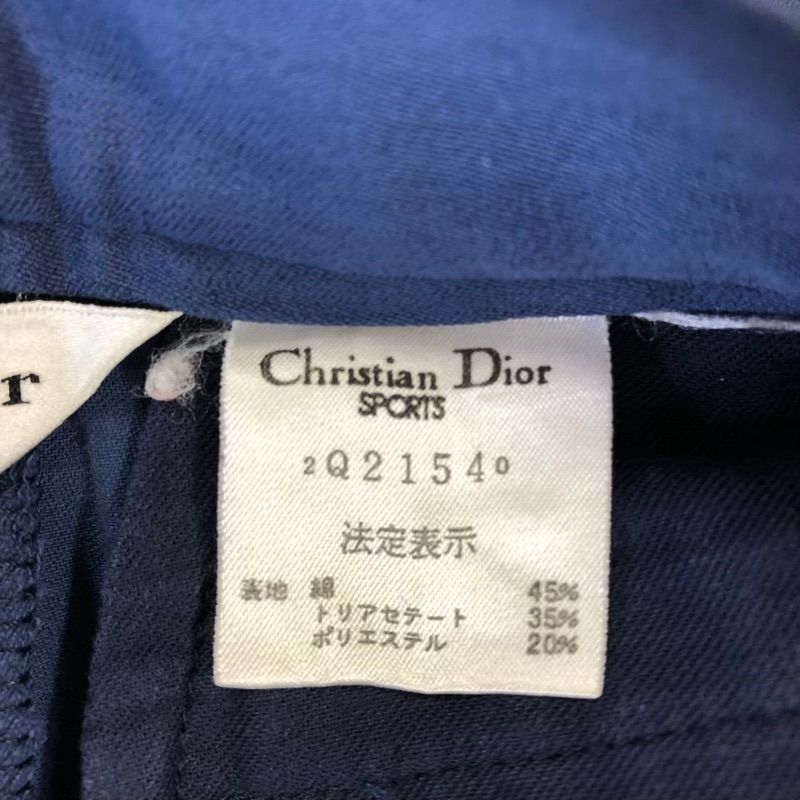 r
Christian Dior
SPORTS
2Q21540
法定表示
表地 綿 45%
トリアセテート 35%
ポリエステル 20%